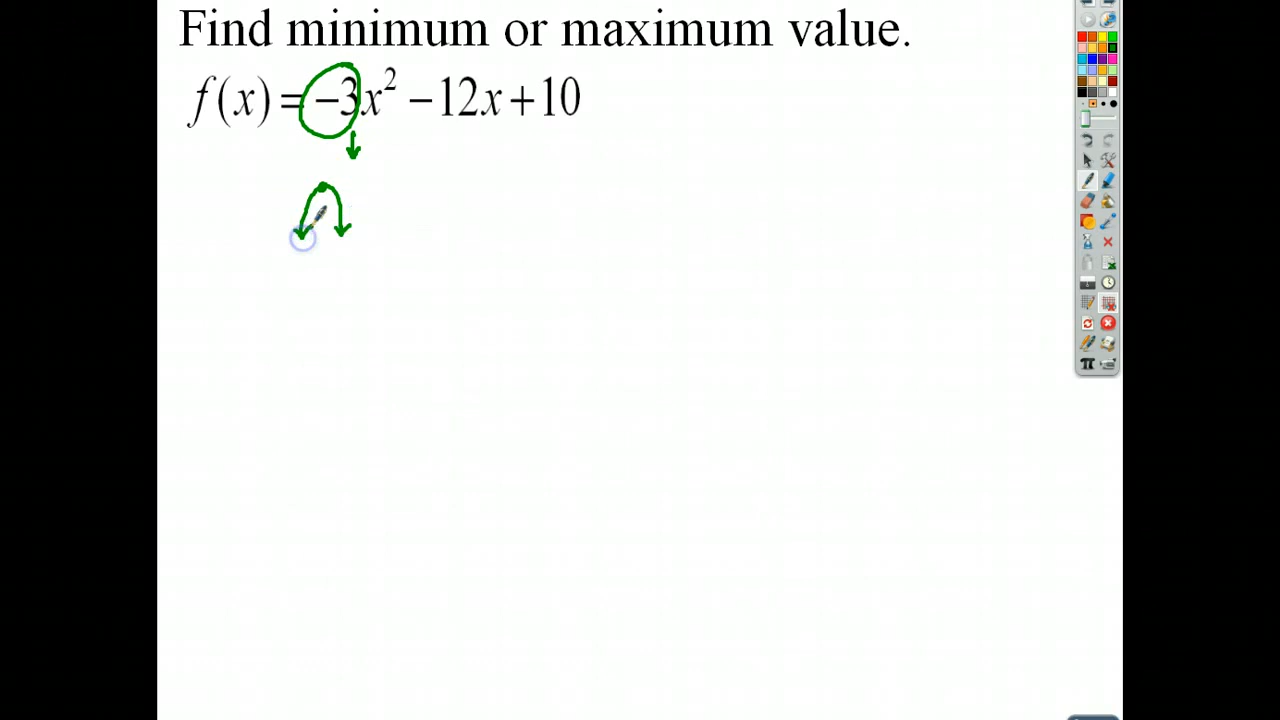 Find minimum or maximum value.
f(x) = −3x² − 12x + 10